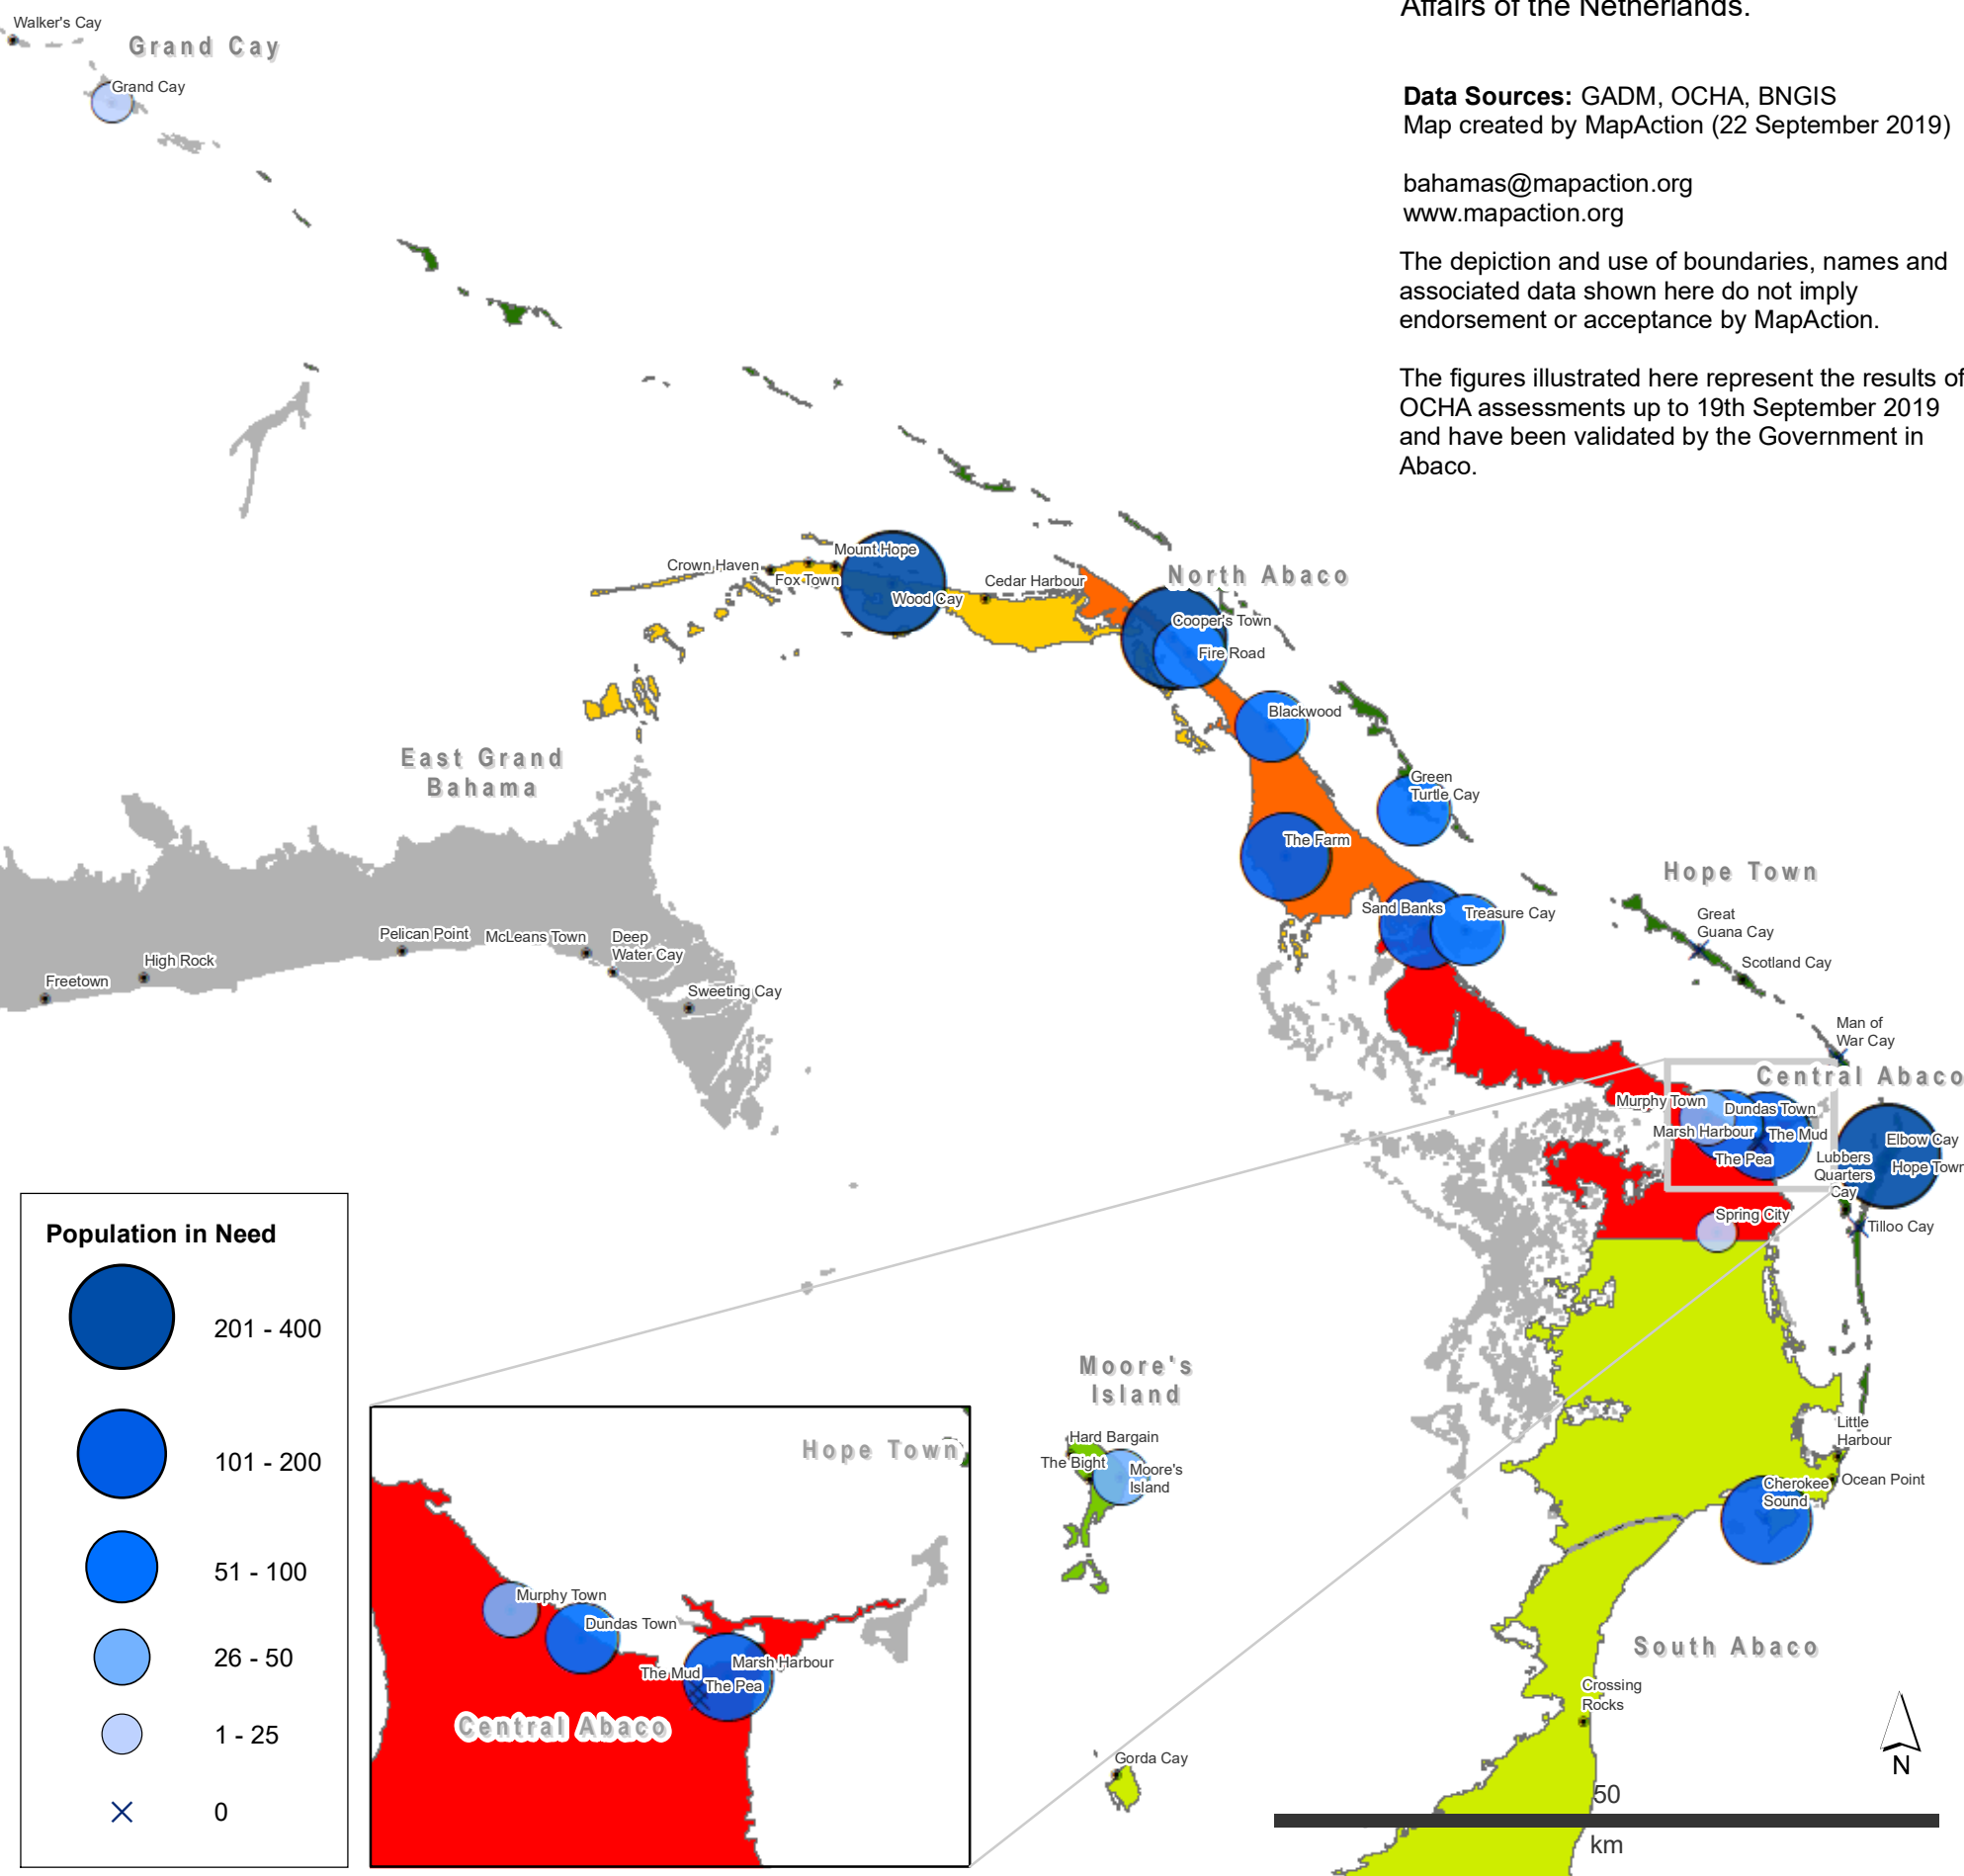 Affairs of the Netherlands.
Data Sources: GADM, OCHA, BNGIS
Map created by MapAction (22 September 2019)
bahamas@mapaction.org
www.mapaction.org
The depiction and use of boundaries, names and
associated data shown here do not imply
endorsement or acceptance by MapAction.
The figures illustrated here represent the results of
OCHA assessments up to 19th September 2019
and have been validated by the Government in
Abaco.
Walker's Cay
Grand Cay
Grand Cay
Mount Hope
Crown Haven
Fox Town
Wood Cay
Cedar Harbour
North Abaco
Cooper's Town
Fire Road
Blackwood
Green
Turtle Cay
The Farm
Sand Banks
Treasure Cay
East Grand
Bahama
Pelican Point
McLeans Town
Deep
Water Cay
High Rock
Freetown
Sweeting Cay
Hope Town
Great
Guana Cay
Scotland Cay
Man of
War Cay
Central Abaco
Murphy Town
Dundas Town
Marsh Harbour
The Mud
The Pea
Elbow Cay
Hope Town
Lubbers
Quarters
Cay
Tilloo Cay
Spring City
Moore's
Island
Hard Bargain
The Bight
Moore's
Island
Little
Harbour
Ocean Point
Cherokee
Sound
South Abaco
Crossing
Rocks
Gorda Cay
Population in Need
201 - 400
101 - 200
51 - 100
26 - 50
1 - 25
0
Hope Town
Murphy Town
Dundas Town
The Mud
Marsh Harbour
The Pea
Central Abaco
N
50
km